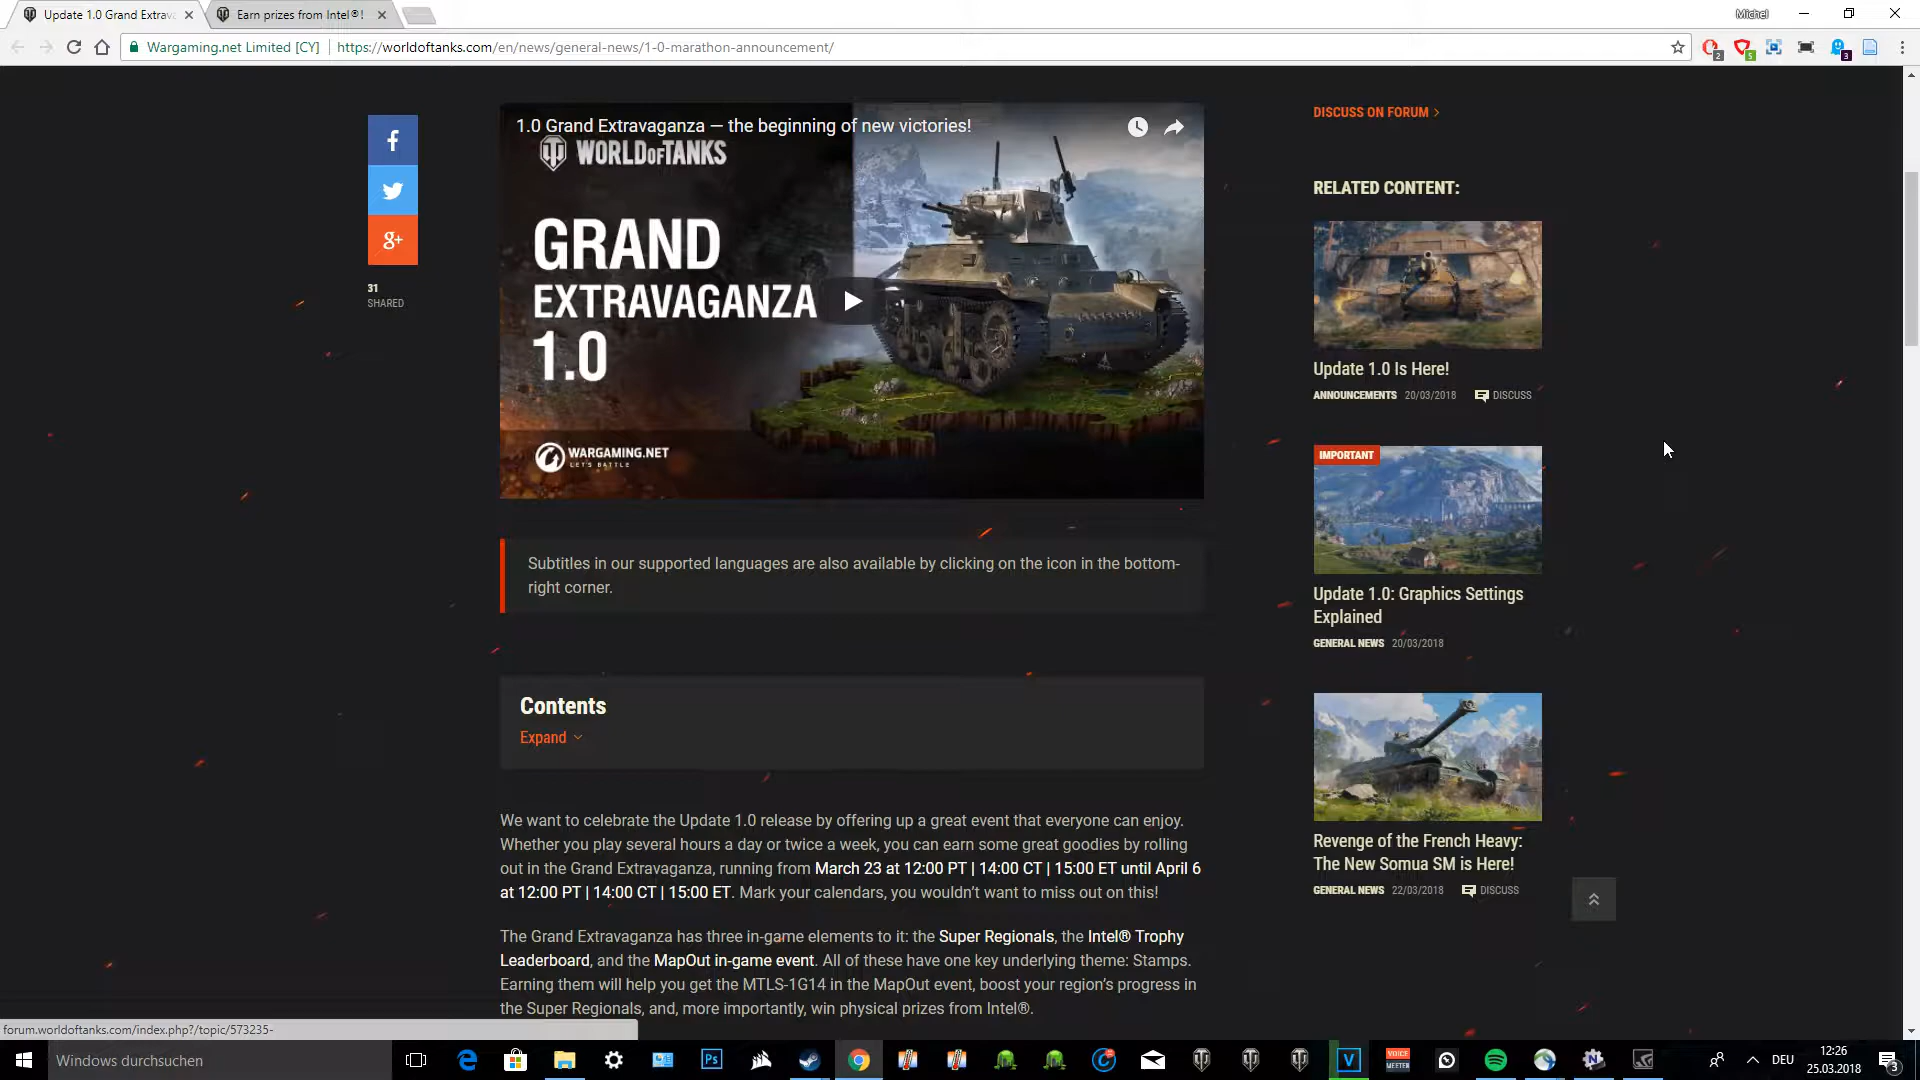 Update 1.0 Grand Extrava
Earn prizes from Intel®!
Michel
Wargaming.net Limited [CY]
https://worldoftanks.com/en/news/general-news/1-0-marathon-announcement/
2
5
3
1.0 Grand Extravaganza — the beginning of new victories!
WORLD OF TANKS
GRAND
EXTRAVAGANZA
1.0
WARGAMING.NET
LET'S BATTLE
31
SHARED
Subtitles in our supported languages are also available by clicking on the icon in the bottom-
right corner.
Contents
Expand
We want to celebrate the Update 1.0 release by offering up a great event that everyone can enjoy.
Whether you play several hours a day or twice a week, you can earn some great goodies by rolling
out in the Grand Extravaganza, running from March 23 at 12:00 PT | 14:00 CT | 15:00 ET until April 6
at 12:00 PT | 14:00 CT | 15:00 ET. Mark your calendars, you wouldn't want to miss out on this!
The Grand Extravaganza has three in-game elements to it: the Super Regionals, the Intel® Trophy
Leaderboard, and the MapOut in-game event. All of these have one key underlying theme: Stamps.
Earning them will help you get the MTLS-1G14 in the MapOut event, boost your region's progress in
the Super Regionals, and, more importantly, win physical prizes from Intel®.
DISCUSS ON FORUM
RELATED CONTENT:
Update 1.0 Is Here!
ANNOUNCEMENTS 20/03/2018 DISCUSS
IMPORTANT
Update 1.0: Graphics Settings
Explained
GENERAL NEWS 20/03/2018
Revenge of the French Heavy:
The New Somua SM is Here!
GENERAL NEWS 22/03/2018 DISCUSS
forum.worldoftanks.com/index.php?/topic/573235-
Windows durchsuchen
Ps
VOICE
MEETER
DEU
12:26
25.03.2018
3